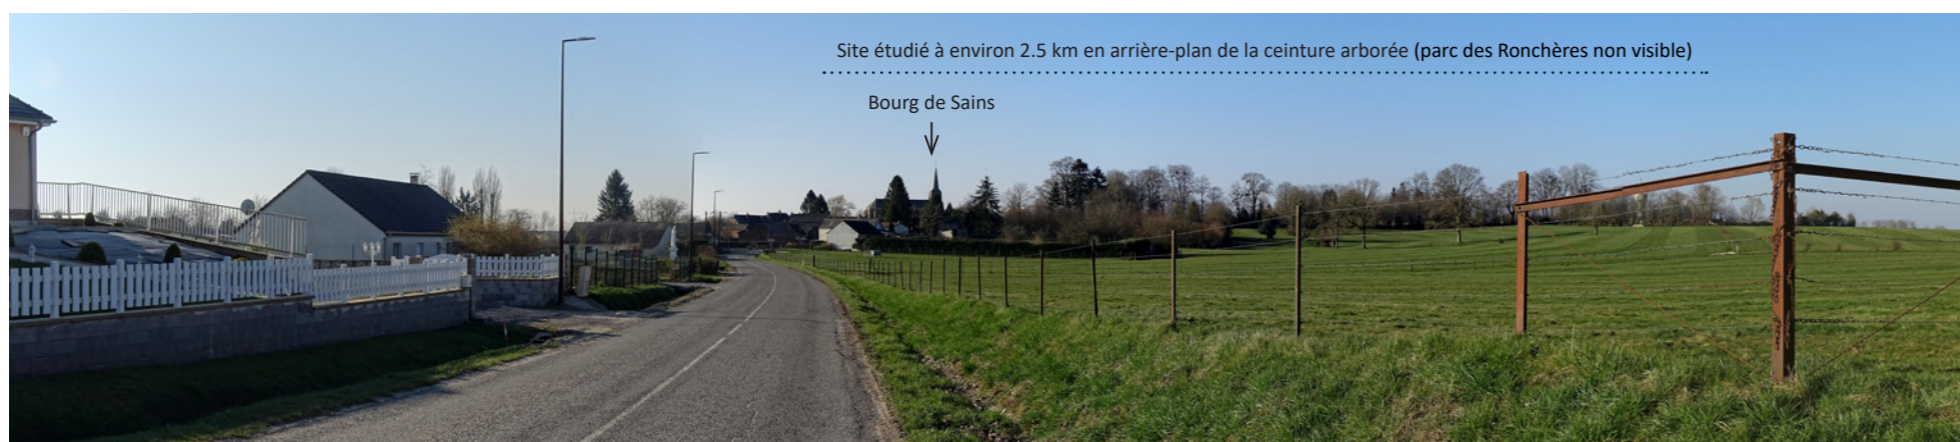 Site étudié à environ 2.5 km en arrière-plan de la ceinture arborée (parc des Ronchères non visible)
Bourg de Sains